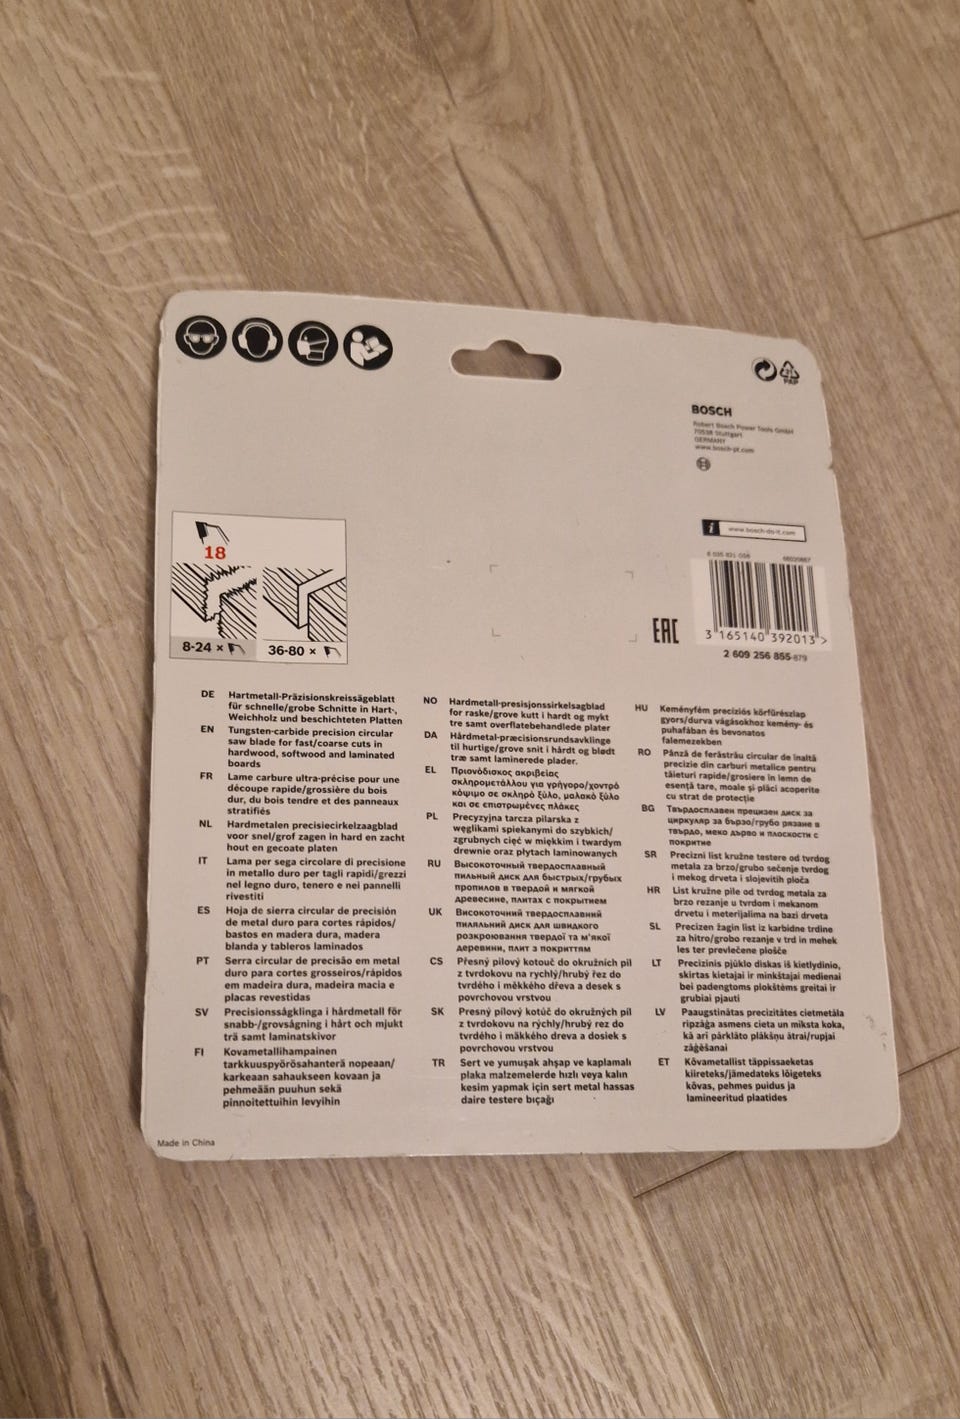 21
PAP
BOSCH
Robert Bosch Power Tools GmbH
70538 Stuttgart
GERMANY
www.bosch-pt.com
i www.bosch-do-it.com
18
8-24 ×
36-80 ×
EAC
3 165140 392013 >
2 609 256 855-879
DE Hartmetall-Präzisionskreissägeblatt
für schnelle/grobe Schnitte in Hart-,
Weichholz und beschichteten Platten
EN Tungsten-carbide precision circular
saw blade for fast/coarse cuts in
hardwood, softwood and laminated
boards
FR Lame carbure ultra-précise pour une
découpe rapide/grossière du bois
dur, du bois tendre et des panneaux
stratifiés
NL Hardmetalen precisiecirkelzaagblad
voor snel/grof zagen in hard en zacht
hout en gecoate platen
IT Lama per sega circolare di precisione
in metallo duro per tagli rapidi/grezzi
nel legno duro, tenero e nei pannelli
rivestiti
ES Hoja de sierra circular de precisión
de metal duro para cortes rápidos/
bastos en madera dura, madera
blanda y tableros laminados
PT Serra circular de precisão em metal
duro para cortes grosseiros/rápidos
em madeira dura, madeira macia e
placas revestidas
SV Precisionssågklinga i hårdmetall för
snabb-/grovsågning i hårt och mjukt
trä samt laminatskivor
FI Kovametallihampainen
tarkkuuspyörösahanterä nopeaan/
karkeaan sahaukseen kovaan ja
pehmeään puuhun sekä
pinnoitettuihin levyihin
NO Hardmetall-presisjonssirkelsagblad
for raske/grove kutt i hardt og mykt
tre samt overflatebehandlede plater
DA Hårdmetal-præcisionsrundsavklinge
til hurtige/grove snit i hårdt og blødt
træ samt laminerede plader.
EL Πριονόδισκος ακριβείας
σκληρομετάλλου για γρήγορο/χοντρό
κόψιμο σε σκληρό ξύλο, μαλακό ξύλο
και σε επιστρωμένες πλάκες
PL Precyzyjna tarcza pilarska z
węglikami spiekanymi do szybkich/
zgrubnych cięć w miękkim i twardym
drewnie oraz płytach laminowanych
RU Высокоточный твердосплавный
пильный диск для быстрых/грубых
пропилов в твердой и мягкой
древесине, плитах с покрытием
UK Високоточний твердосплавний
пиляльний диск для швидкого
розкроювання твердої та м'якої
деревини, плит з покриттям
CS Přesný pilový kotouč do okružních pil
z tvrdokovu na rychlý/hrubý řez do
tvrdého i měkkého dřeva a desek s
povrchovou vrstvou
SK Presný pílový kotúč do okružných píl
z tvrdokovu na rýchly/hrubý rez do
tvrdého i mäkkého dreva a dosiek s
povrchovou vrstvou
TR Sert ve yumuşak ahşap ve kaplamalı
plaka malzemelerde hızlı veya kalın
kesim yapmak için sert metal hassas
daire testere bıçağı
HU Keményfém precíziós körfűrészlap
gyors/durva vágásokhoz kemény- és
puhafában és bevonatos
falemezekben
RO Pânză de ferăstrău circular de înaltă
precizie din carburi metalice pentru
tăieturi rapide/grosiere în lemn de
esenţă tare, moale şi plăci acoperite
cu strat de protecţie
BG Твърдосплавен прецизен диск за
циркуляр за бързо/грубо рязане в
твърдо, меко дърво и плоскости с
покритие
SR Precizni list kružne testere od tvrdog
metala za brzo/grubo sečenje tvrdog
i mekog drveta i slojevitih ploča
HR List kružne pile od tvrdog metala za
brzo rezanje u tvrdom i mekanom
drvetu i meterijalima na bazi drveta
SL Precizen žagin list iz karbidne trdine
za hitro/grobo rezanje v trd in mehek
les ter prevlečene plošče
LT Precizinis pjūklo diskas iš kietlydinio,
skirtas kietajai ir minkštajai medienai
bei padengtoms plokštėms greitai ir
grubiai pjauti
LV Paaugstinātas precizitātes cietmetāla
ripzāģa asmens cieta un mīksta koka,
kā arī pārklāto plākšņu ātrai/rupjai
zāģēšanai
ET Kõvametallist täppissaeketas
kiireteks/jämedateks lõigeteks
kõvas, pehmes puidus ja
lamineeritud plaatides
Made in China